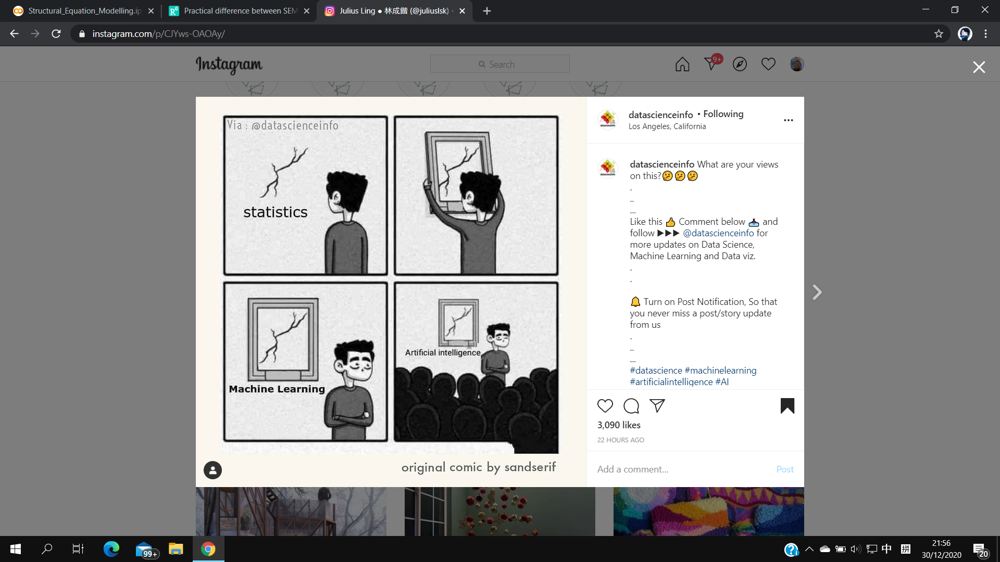 Structural_Equation_Modelling.ip
Practical difference between SEM
Julius Ling ● 林成鍇 (@juliuslsk)
instagram.com/p/CJYws-OAOAy/
Instagram
Search
9+
Via : @datascienceinfo
statistics
Machine Learning
Artificial intelligence
original comic by sandserif
datascienceinfo • Following
Los Angeles, California
datascienceinfo What are your views
on this?🤔🤔🤔
.
..
...
Like this 👍 Comment below 📥 and
follow ▶▶▶ @datascienceinfo for
more updates on Data Science,
Machine Learning and Data viz.
.
.
🔔 Turn on Post Notification, So that
you never miss a post/story update
from us
.
..
...
#datascience #machinelearning
#artificialintelligence #AI
3,090 likes
22 HOURS AGO
Add a comment... Post
99+
中
拼
21:56
30/12/2020
20